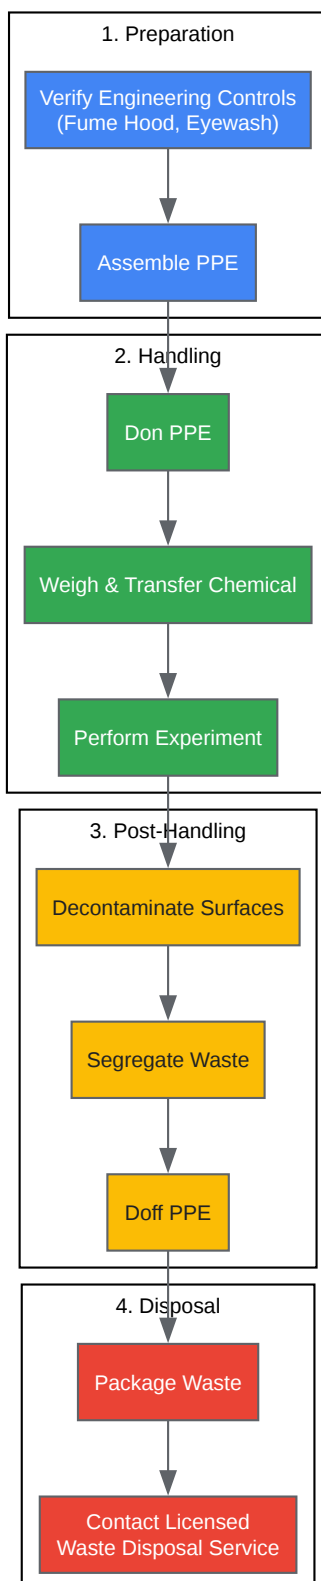 1. Preparation
Verify Engineering Controls
(Fume Hood, Eyewash)
Assemble PPE
2. Handling
Don PPE
Weigh & Transfer Chemical
Perform Experiment
3. Post-Handling
Decontaminate Surfaces
Segregate Waste
Doff PPE
4. Disposal
Package Waste
Contact Licensed
Waste Disposal Service